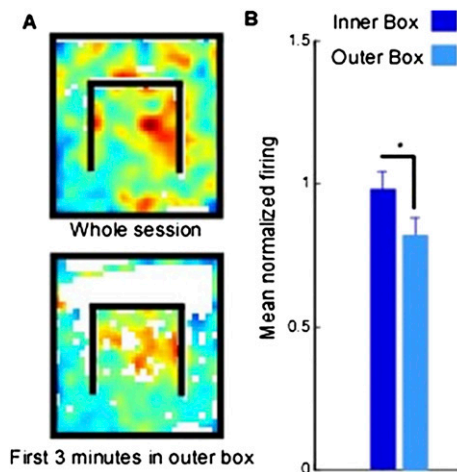 A
Whole session
First 3 minutes in outer box
B
Inner Box
Outer Box
Mean normalized firing
1.5
1
0.5
0
*